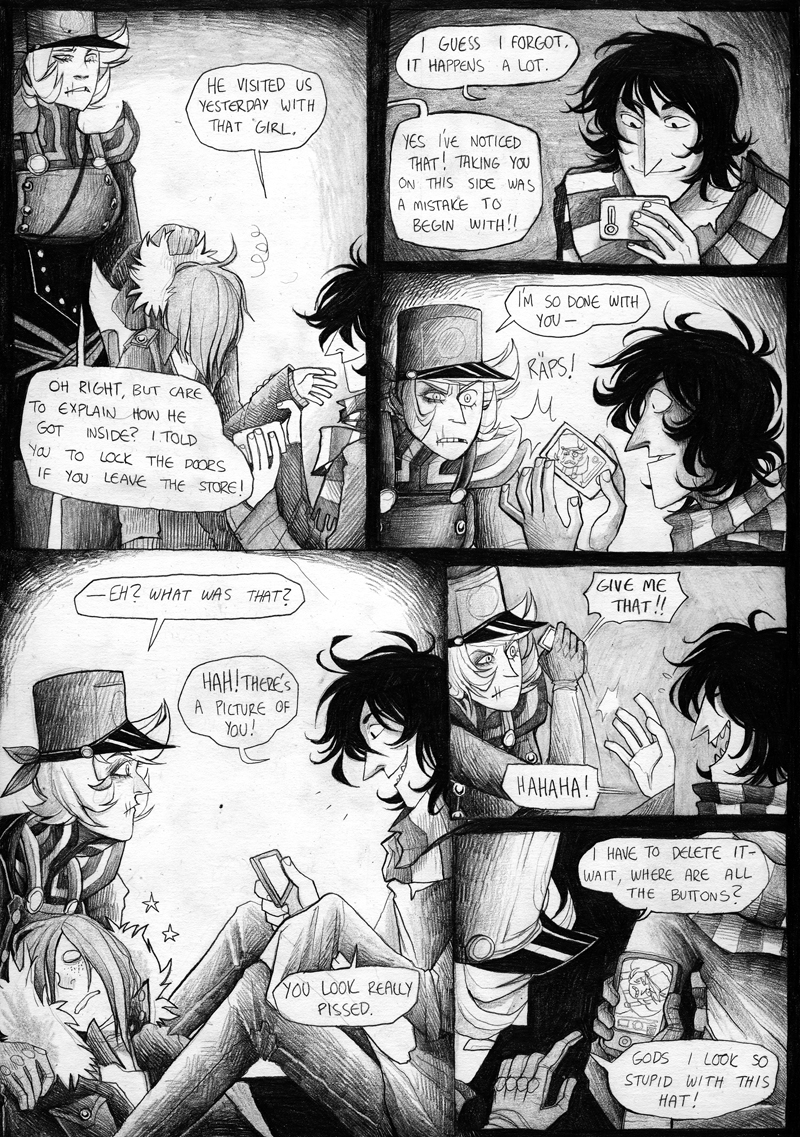 HE VISITED US
YESTERDAY WITH
THAT GIRL.
OH RIGHT, BUT CARE
TO EXPLAIN HOW HE
GOT INSIDE? I TOLD
YOU TO LOCK THE DOORS
IF YOU LEAVE THE STORE!
I GUESS I FORGOT,
IT HAPPENS A LOT.
YES I'VE NOTICED
THAT! TAKING YOU
ON THIS SIDE WAS
A MISTAKE TO
BEGIN WITH!!
I'M SO DONE WITH
YOU—
RÄPS!
—EH? WHAT WAS THAT?
HAH! THERE'S
A PICTURE OF
YOU!
YOU LOOK REALLY
PISSED.
GIVE ME
THAT!!
HAHAHA!
I HAVE TO DELETE IT—
WAIT, WHERE ARE ALL
THE BUTTONS?
GODS I LOOK SO
STUPID WITH THIS
HAT!